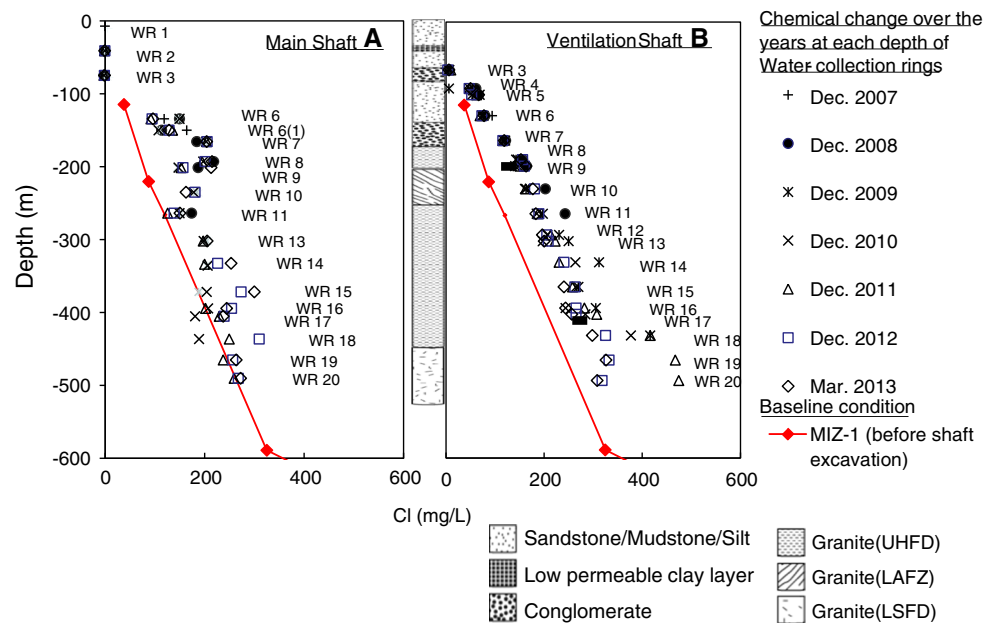 Main Shaft A
0
-100
-200
-300
-400
-500
-600
Depth (m)
WR 1
WR 2
WR 3
WR 6
WR 6(1)
WR 7
WR 8
WR 9
WR 10
WR 11
WR 13
WR 14
WR 15
WR 16
WR 17
WR 18
WR 19
WR 20
0
200
400
600
Ventilation Shaft B
WR 3
WR 4
WR 5
WR 6
WR 7
WR 8
WR 9
WR 10
WR 11
WR 12
WR 13
WR 14
WR 15
WR 16
WR 17
WR 18
WR 19
WR 20
0
200
400
600
Cl (mg/L)
Chemical change over the
years at each depth of
Water collection rings
Dec. 2007
Dec. 2008
Dec. 2009
Dec. 2010
Dec. 2011
Dec. 2012
Mar. 2013
Baseline condition
MIZ-1 (before shaft
excavation)
Sandstone/Mudstone/Silt
Low permeable clay layer
Conglomerate
Granite(UHFD)
Granite(LAFZ)
Granite(LSFD)